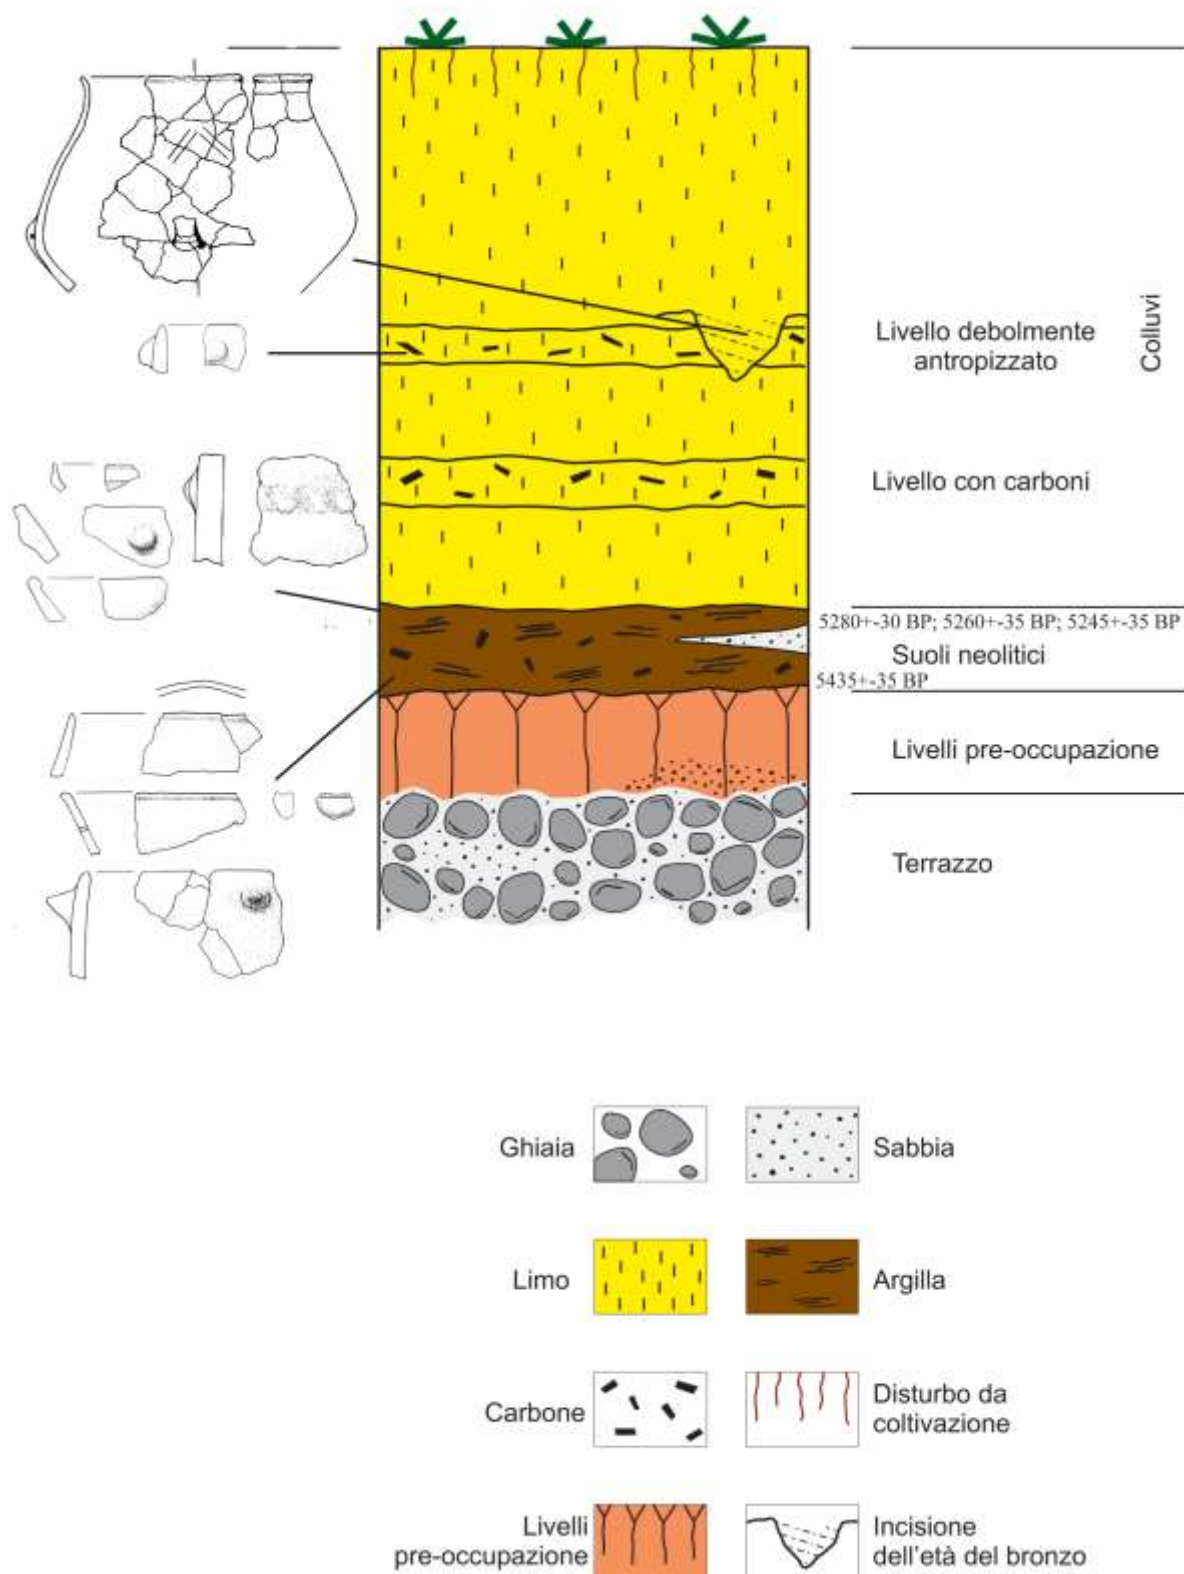 Livello debolmente
antropizzato
Colluvi
Livello con carboni
5280+-30 BP; 5260+-35 BP; 5245+-35 BP
Suoli neolitici
5435+-35 BP
Livelli pre-occupazione
Terrazzo
Ghiaia
Sabbia
Limo
Argilla
Carbone
Disturbo da
coltivazione
Livelli
pre-occupazione
Incisione
dell'età del bronzo